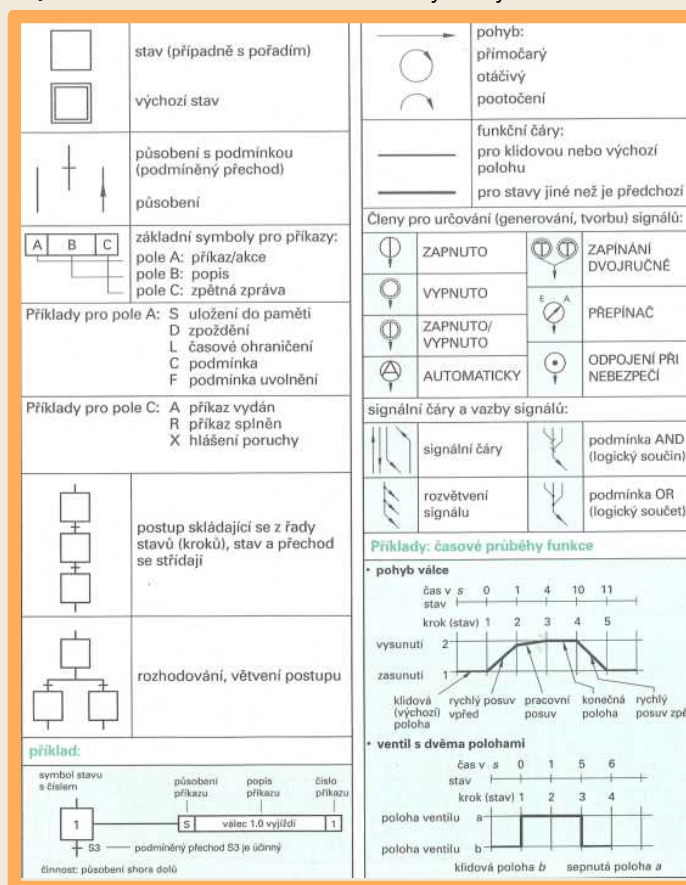 stav (případně s pořadím)
výchozí stav
působení s podmínkou
(podmíněný přechod)
působení
A B C
základní symboly pro příkazy:
pole A: příkaz/akce
pole B: popis
pole C: zpětná zpráva
Příklady pro pole A: S uložení do paměti
D zpoždění
L časové ohraničení
C podmínka
F podmínka uvolnění
Příklady pro pole C: A příkaz vydán
R příkaz splněn
X hlášení poruchy
postup skládající se z řady
stavů (kroků), stav a přechod
se střídají
rozhodování, větvení postupu
příklad:
symbol stavu
s číslem
působení
příkazu
popis
příkazu
číslo
příkazu
1
S válec 1.0 vyjíždí 1
S3 podmíněný přechod S3 je účinný
činnost: působení shora dolů
pohyb:
přímočarý
otáčivý
pootočení
funkční čáry:
pro klidovou nebo výchozí
polohu
pro stavy jiné než je předchozí
Členy pro určování (generování, tvorbu) signálů:
ZAPNUTO
ZAPÍNÁNÍ
DVOJRUČNĚ
VYPNUTO
E A
PŘEPÍNAČ
ZAPNUTO/
VYPNUTO
AUTOMATICKY
ODPOJENÍ PŘI
NEBEZPEČÍ
signální čáry a vazby signálů:
signální čáry
podmínka AND
(logický součin)
rozvětvení
signálu
podmínka OR
(logický součet)
Příklady: časové průběhy funkce
• pohyb válce
čas v s 0 1 4 10 11
stav
krok (stav) 1 2 3 4 5
vysunutí 2
zasunutí 1
klidová
(výchozí)
poloha
rychlý posuv
vpřed
pracovní
posuv
konečná
poloha
rychlý
posuv zpě
• ventil s dvěma polohami
čas v s 0 1 5 6
stav
krok (stav) 1 2 3 4
poloha ventilu a
poloha ventilu b
klidová poloha b sepnutá poloha a